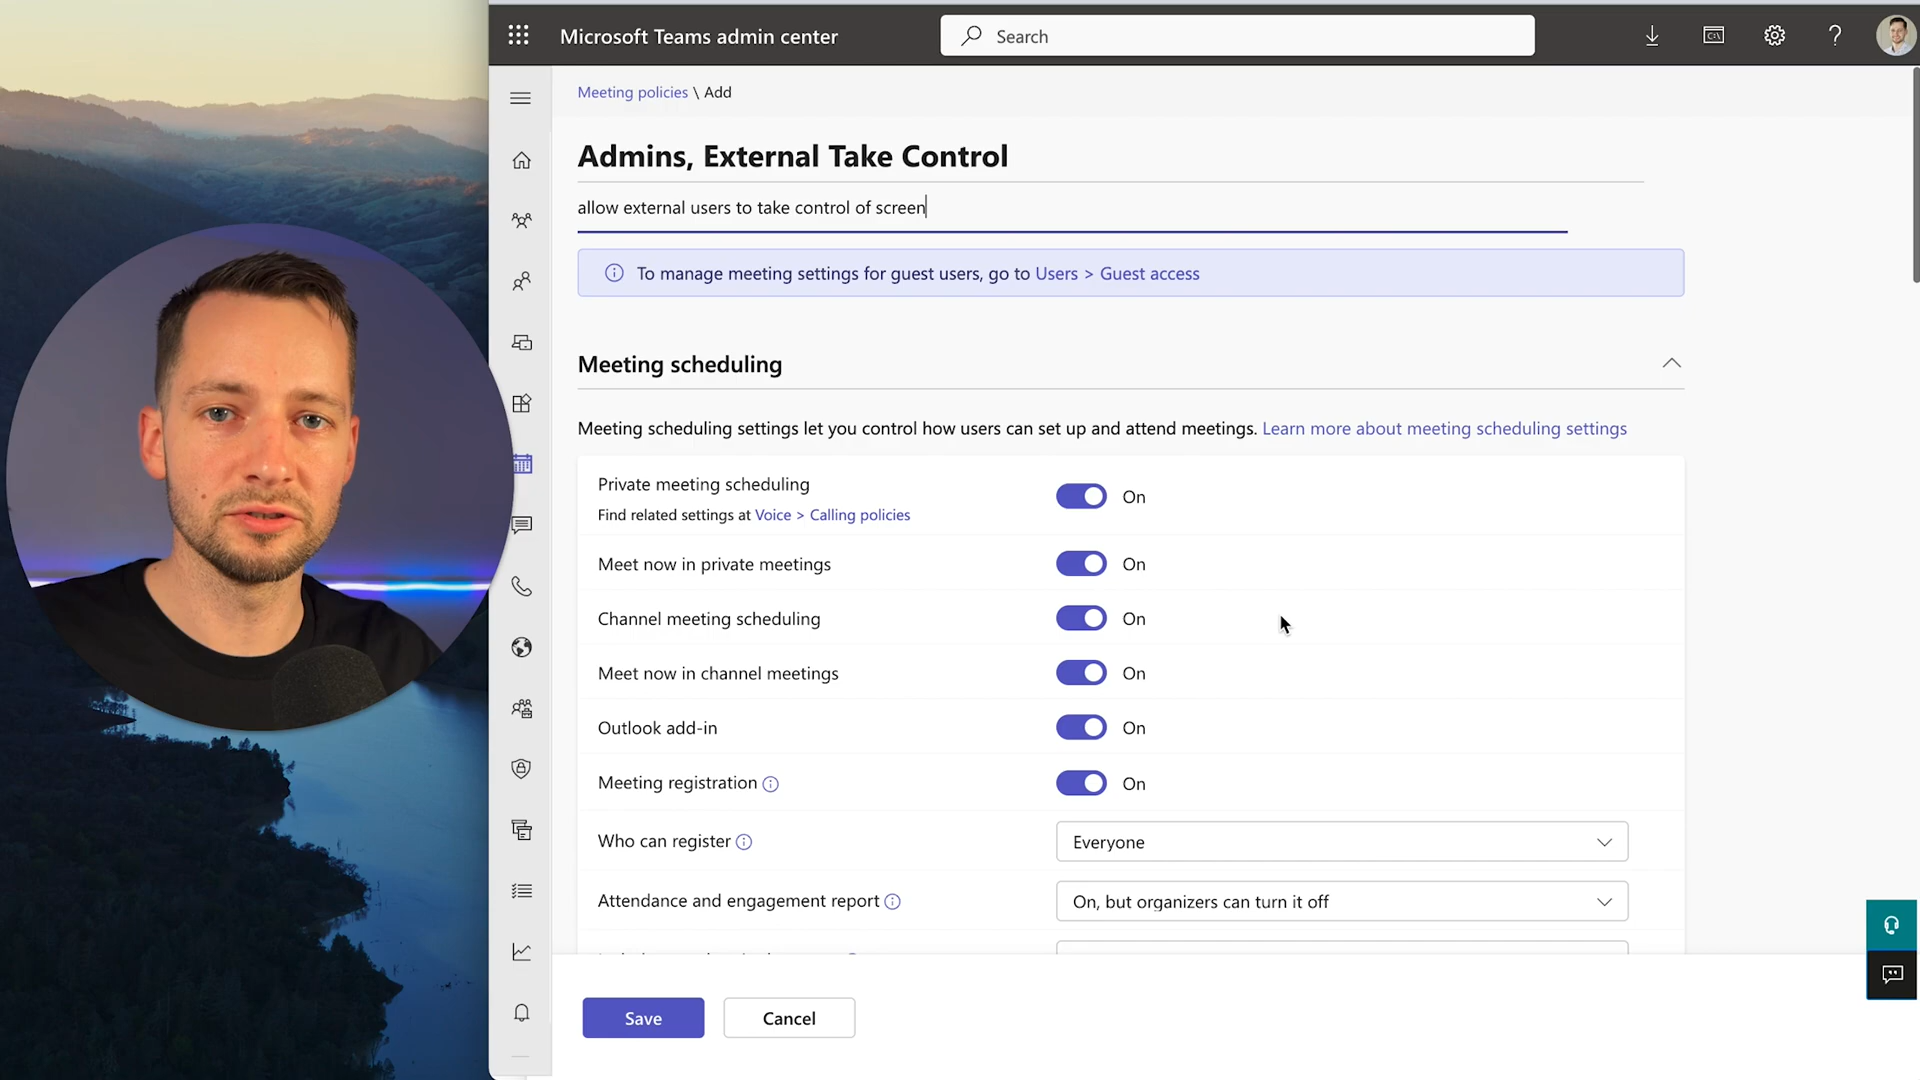 Microsoft Teams admin center
Search
Meeting policies \ Add
Admins, External Take Control
allow external users to take control of screen
To manage meeting settings for guest users, go to Users > Guest access
Meeting scheduling
Meeting scheduling settings let you control how users can set up and attend meetings. Learn more about meeting scheduling settings
Private meeting scheduling
On
Find related settings at Voice > Calling policies
Meet now in private meetings
On
Channel meeting scheduling
On
Meet now in channel meetings
On
Outlook add-in
On
Meeting registration
On
Who can register
Everyone
Attendance and engagement report
On, but organizers can turn it off
Save
Cancel